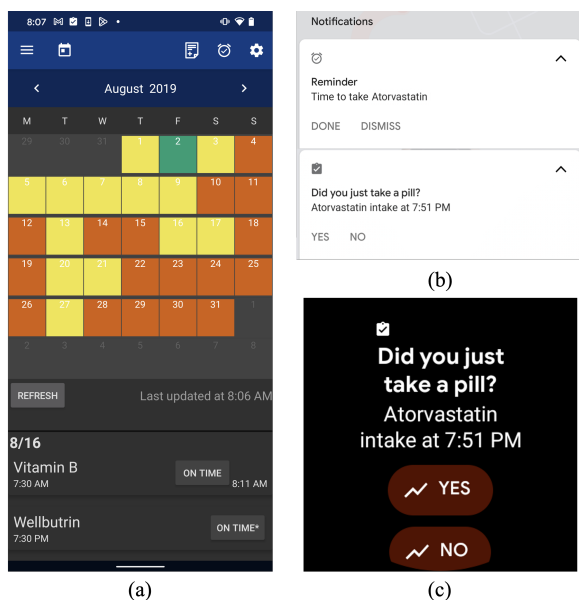 8:07
August 2019
M T W T F S S
29 30 31 1 2 3 4
5 6 7 8 9 10 11
12 13 14 15 16 17 18
19 20 21 22 23 24 25
26 27 28 29 30 31 1
2 3 4 5 6 7 8
REFRESH Last updated at 8:06 AM
8/16
Vitamin B
7:30 AM
ON TIME
8:11 AM
Wellbutrin
7:30 PM
ON TIME*
(a)
Notifications
Reminder
Time to take Atorvastatin
DONE DISMISS
Did you just take a pill?
Atorvastatin intake at 7:51 PM
YES NO
(b)
Did you just
take a pill?
Atorvastatin
intake at 7:51 PM
YES
NO
(c)